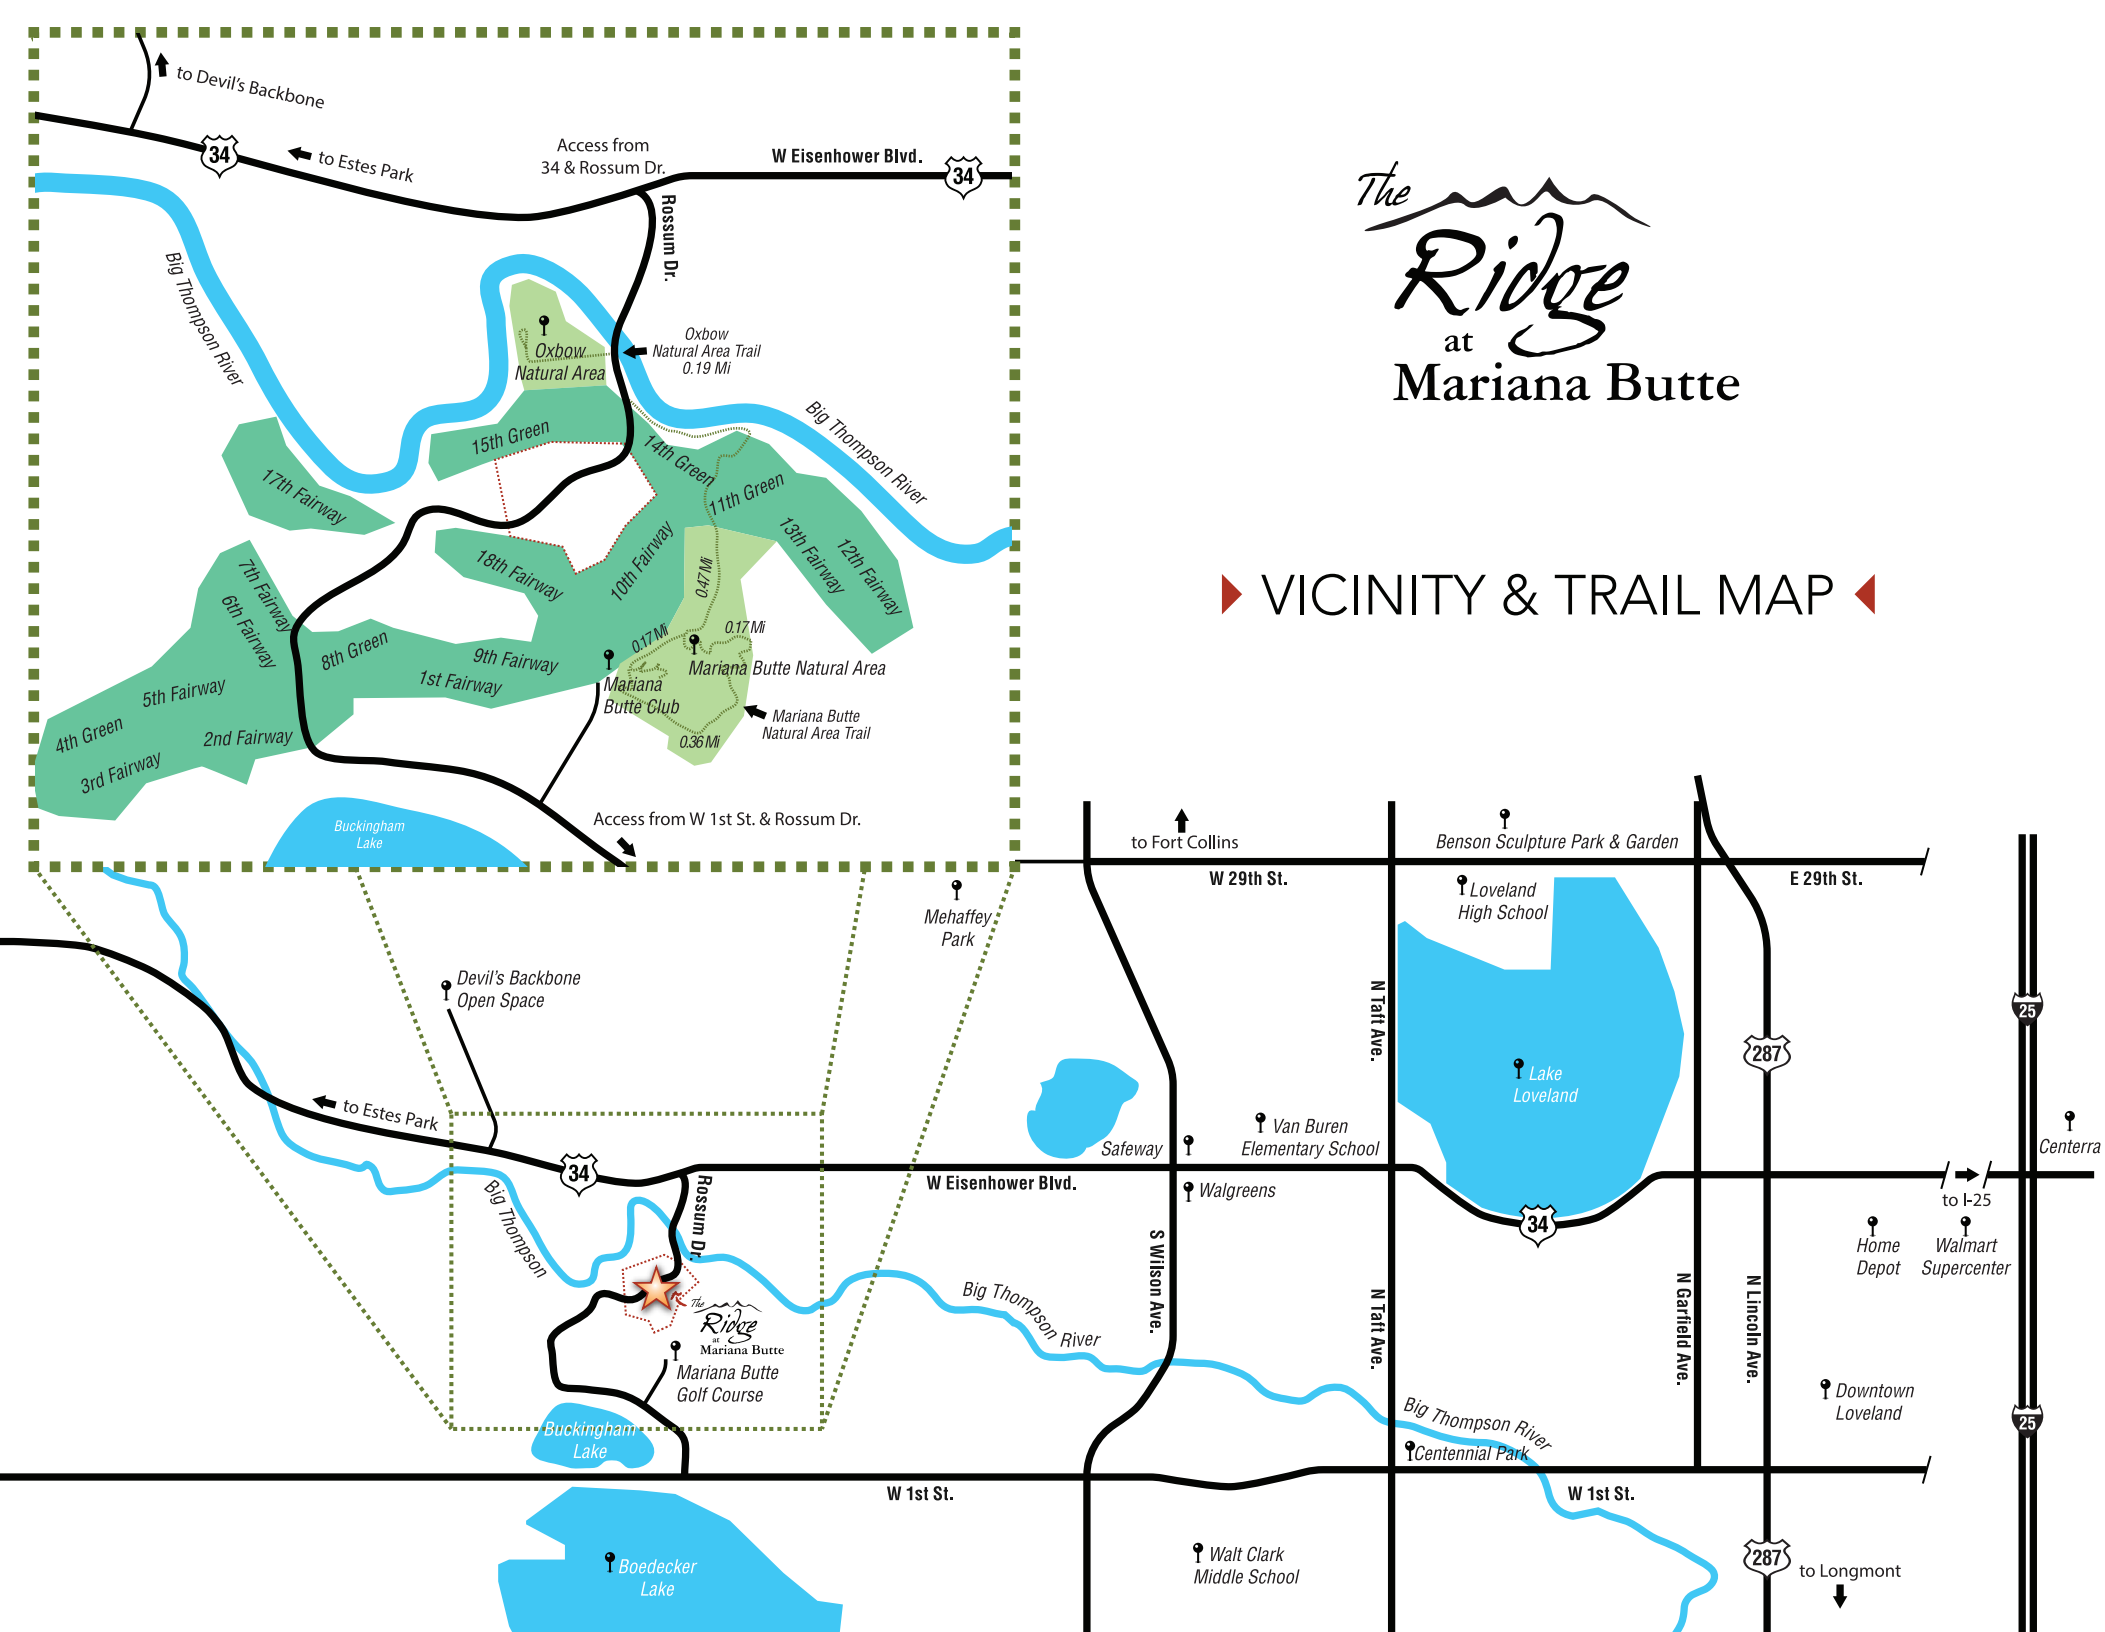 to Devil's Backbone
34
to Estes Park
Access from
34 & Rossum Dr.
W Eisenhower Blvd.
34
Rossum Dr.
Big Thompson River
Oxbow
Natural Area
Oxbow
Natural Area Trail
0.19 Mi
Big Thompson River
15th Green
14th Green
11th Green
17th Fairway
13th Fairway
12th Fairway
18th Fairway
10th Fairway
0.47 Mi
7th Fairway
6th Fairway
8th Green
9th Fairway
1st Fairway
0.17 Mi
0.17 Mi
Mariana Butte Natural Area
Mariana
Butte Club
Mariana Butte
Natural Area Trail
0.36 Mi
5th Fairway
4th Green
2nd Fairway
3rd Fairway
Buckingham
Lake
Access from W 1st St. & Rossum Dr.
The
Ridge
at
Mariana Butte
VICINITY & TRAIL MAP
to Fort Collins
Benson Sculpture Park & Garden
W 29th St.
E 29th St.
Loveland
High School
Mehaffey
Park
Devil's Backbone
Open Space
N Taft Ave.
25
287
Lake
Loveland
to Estes Park
34
Safeway
Van Buren
Elementary School
Centerra
W Eisenhower Blvd.
Walgreens
34
to I-25
Home
Depot
Walmart
Supercenter
Rossum Dr.
Big Thompson
S Wilson Ave.
N Taft Ave.
N Garfield Ave.
N Lincoln Ave.
Big Thompson River
The
Ridge
at
Mariana Butte
Mariana Butte
Golf Course
Downtown
Loveland
25
Buckingham
Lake
Big Thompson River
Centennial Park
W 1st St.
W 1st St.
Boedecker
Lake
Walt Clark
Middle School
287
to Longmont